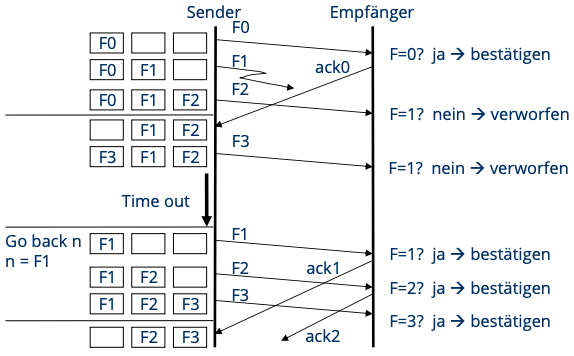 Sender Empfänger
F0
F0
F=0? ja → bestätigen
F0 F1
F1
ack0
F0 F1 F2
F2
F=1? nein → verworfen
F1 F2
F3
F3 F1 F2
F=1? nein → verworfen
Time out
Go back n
n = F1
F1
F1
F=1? ja → bestätigen
F1 F2
F2
ack1
F=2? ja → bestätigen
F1 F2 F3
F3
F=3? ja → bestätigen
F2 F3
ack2